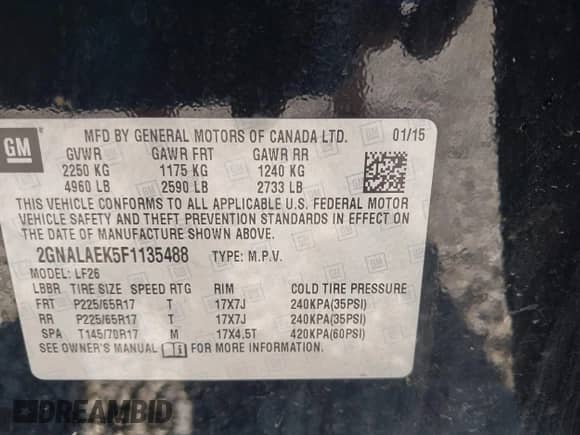 GM
MFD BY GENERAL MOTORS OF CANADA LTD. 01/15
GVWR GAWR FRT GAWR RR
2250 KG 1175 KG 1240 KG
4960 LB 2590 LB 2733 LB
THIS VEHICLE CONFORMS TO ALL APPLICABLE U.S. FEDERAL MOTOR
VEHICLE SAFETY AND THEFT PREVENTION STANDARDS IN EFFECT ON
THE DATE OF MANUFACTURE SHOWN ABOVE.
2GNALAEK5F1135488 TYPE: M.P.V.
MODEL: LF26
LBBR TIRE SIZE SPEED RTG RIM COLD TIRE PRESSURE
FRT P225/65R17 T 17X7J 240KPA(35PSI)
RR P225/65R17 T 17X7J 240KPA(35PSI)
SPA T145/70R17 M 17X4.5T 420KPA(60PSI)
SEE OWNER'S MANUAL FOR MORE INFORMATION.
DREAMBID